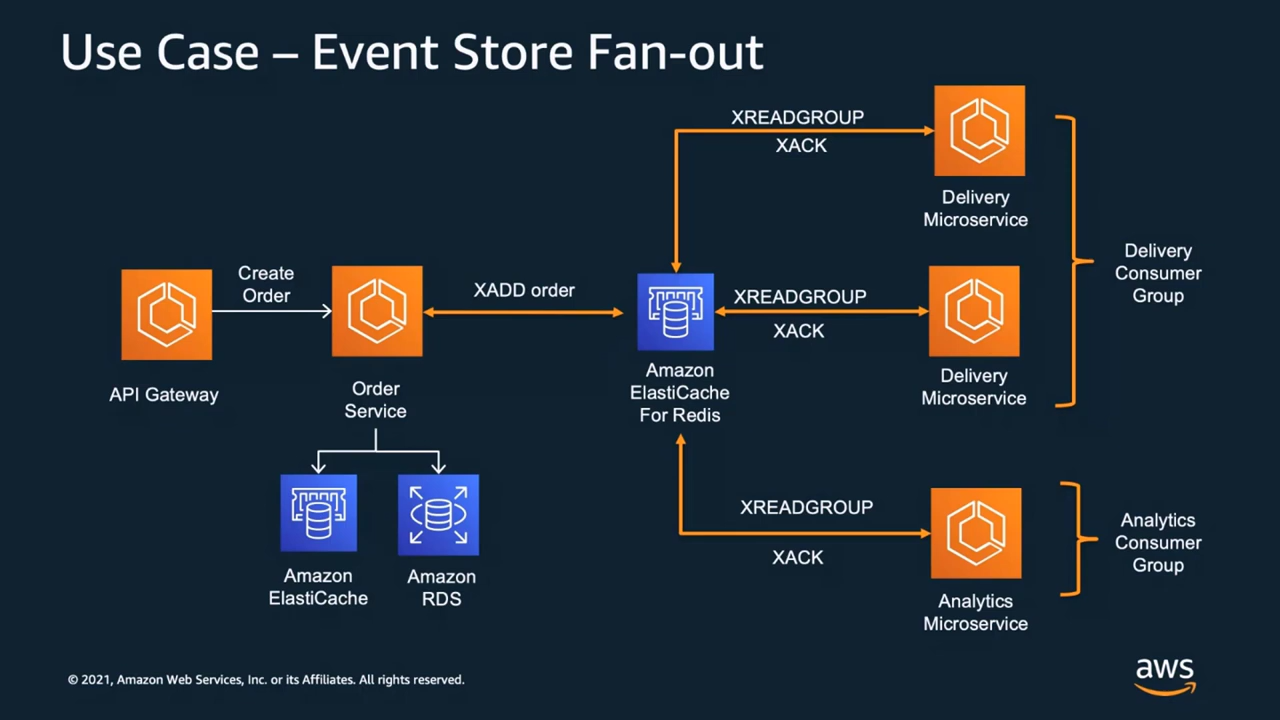 Use Case – Event Store Fan-out
XREADGROUP
XACK
Delivery
Microservice
Delivery
Consumer
Group
Create
Order
XADD order
XREADGROUP
XACK
API Gateway
Order
Service
Amazon
ElastiCache
For Redis
Delivery
Microservice
Amazon
ElastiCache
Amazon
RDS
XREADGROUP
XACK
Analytics
Microservice
Analytics
Consumer
Group
© 2021, Amazon Web Services, Inc. or its Affiliates. All rights reserved.
aws